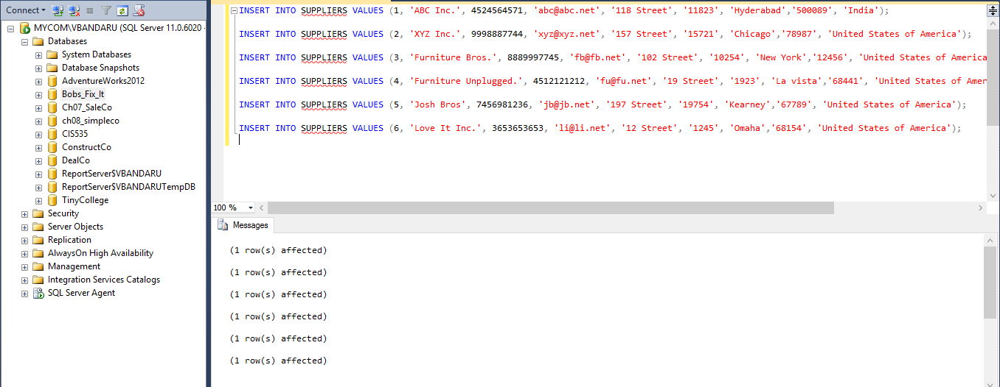 Connect
MYCOM\VBANDARU (SQL Server 11.0.6020 -
Databases
System Databases
Database Snapshots
AdventureWorks2012
Bobs_Fix_It
Ch07_SaleCo
ch08_simpleco
CIS535
ConstructCo
DealCo
ReportServer$VBANDARU
ReportServer$VBANDARUTempDB
TinyCollege
Security
Server Objects
Replication
AlwaysOn High Availability
Management
Integration Services Catalogs
SQL Server Agent
INSERT INTO SUPPLIERS VALUES (1, 'ABC Inc.', 4524564571, 'abc@abc.net', '118 Street', '11823', 'Hyderabad','500089', 'India');
INSERT INTO SUPPLIERS VALUES (2, 'XYZ Inc.', 9998887744, 'xyz@xyz.net', '157 Street', '15721', 'Chicago','78987', 'United States of America');
INSERT INTO SUPPLIERS VALUES (3, 'Furniture Bros.', 8889997745, 'fb@fb.net', '102 Street', '10254', 'New York','12456', 'United States of America
INSERT INTO SUPPLIERS VALUES (4, 'Furniture Unplugged.', 4512121212, 'fu@fu.net', '19 Street', '1923', 'La vista','68441', 'United States of Amer
INSERT INTO SUPPLIERS VALUES (5, 'Josh Bros', 7456981236, 'jb@jb.net', '197 Street', '19754', 'Kearney','67789', 'United States of America');
INSERT INTO SUPPLIERS VALUES (6, 'Love It Inc.', 3653653653, 'li@li.net', '12 Street', '1245', 'Omaha','68154', 'United States of America');
100 %
Messages
(1 row(s) affected)
(1 row(s) affected)
(1 row(s) affected)
(1 row(s) affected)
(1 row(s) affected)
(1 row(s) affected)